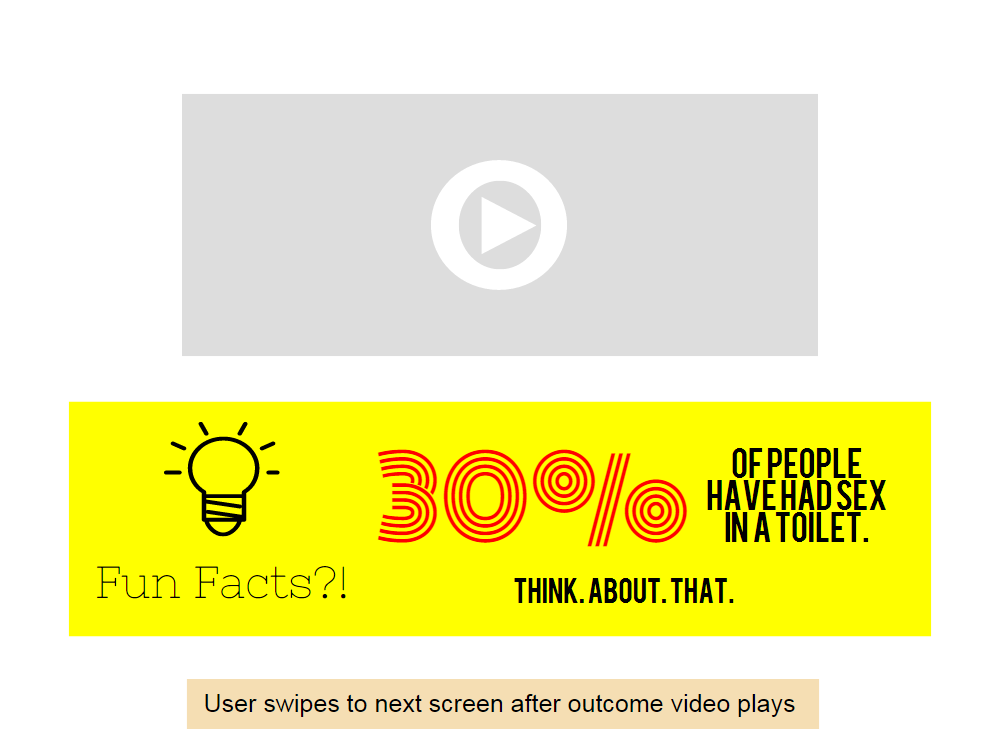 30%
OF PEOPLE
HAVE HAD SEX
IN A TOILET.
Fun Facts?!
THINK. ABOUT. THAT.
User swipes to next screen after outcome video plays